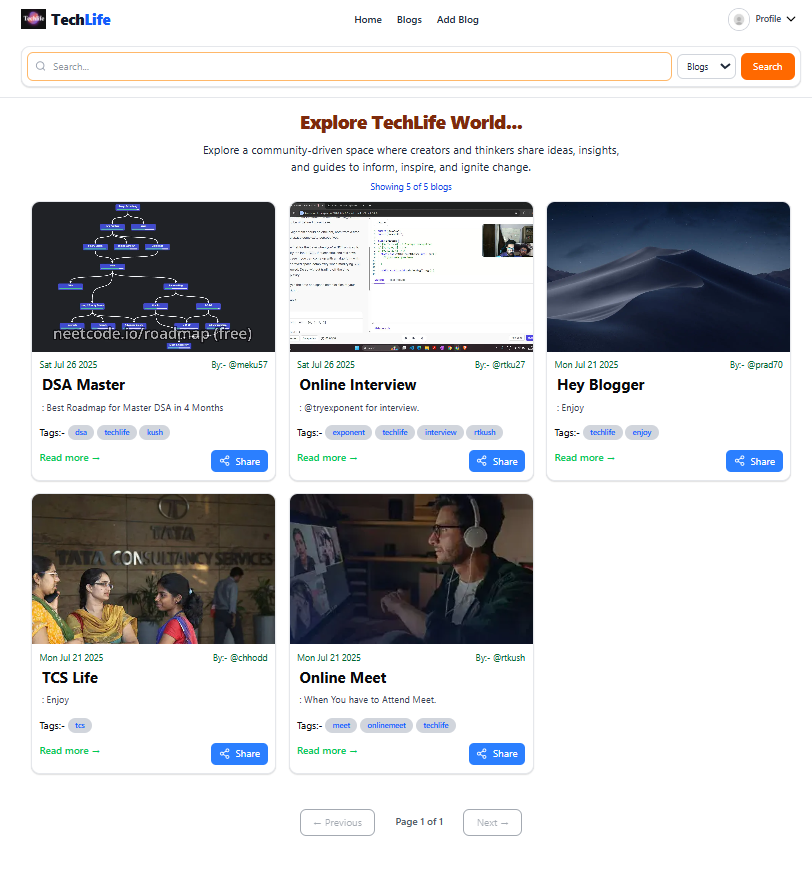 TechLife
Home Blogs Add Blog
Profile
Search...
Blogs
Search
Explore TechLife World...
Explore a community-driven space where creators and thinkers share ideas, insights,
and guides to inform, inspire, and ignite change.
Showing 5 of 5 blogs
neetcode.io/roadmap (free)
Sat Jul 26 2025 By:- @meku57
DSA Master
: Best Roadmap for Master DSA in 4 Months
Tags:- dsa techlife kush
Read more →
Share
Sat Jul 26 2025 By:- @rtku27
Online Interview
: @tryexponent for interview.
Tags:- exponent techlife interview rtkush
Read more →
Share
Mon Jul 21 2025 By:- @prad70
Hey Blogger
: Enjoy
Tags:- techlife enjoy
Read more →
Share
TATA
TATA CONSULTANCY SERVICES
Mon Jul 21 2025 By:- @chhodd
TCS Life
: Enjoy
Tags:- tcs
Read more →
Share
Mon Jul 21 2025 By:- @rtkush
Online Meet
: When You have to Attend Meet.
Tags:- meet onlinemeet techlife
Read more →
Share
← Previous Page 1 of 1 Next →